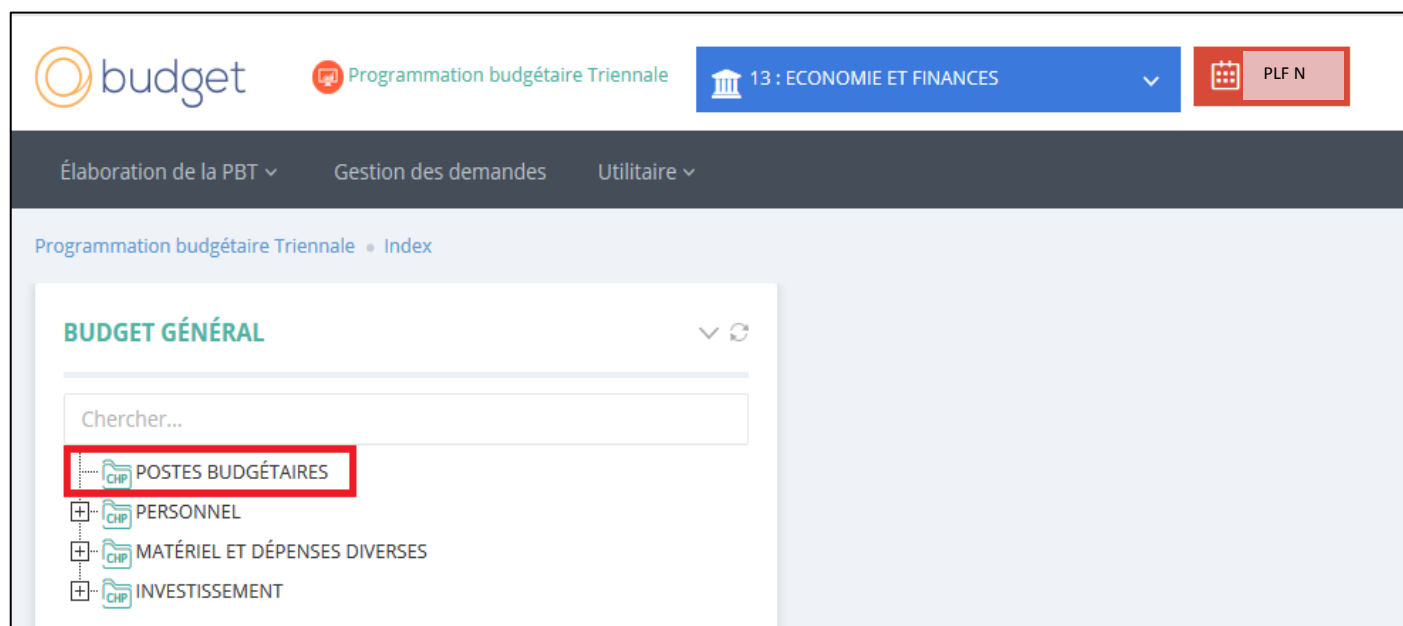 budget
Programmation budgétaire Triennale
13 : ECONOMIE ET FINANCES
PLF N
Élaboration de la PBT
Gestion des demandes
Utilitaire
Programmation budgétaire Triennale • Index
BUDGET GÉNÉRAL
Chercher...
CHP POSTES BUDGÉTAIRES
CHP PERSONNEL
CHP MATÉRIEL ET DÉPENSES DIVERSES
CHP INVESTISSEMENT